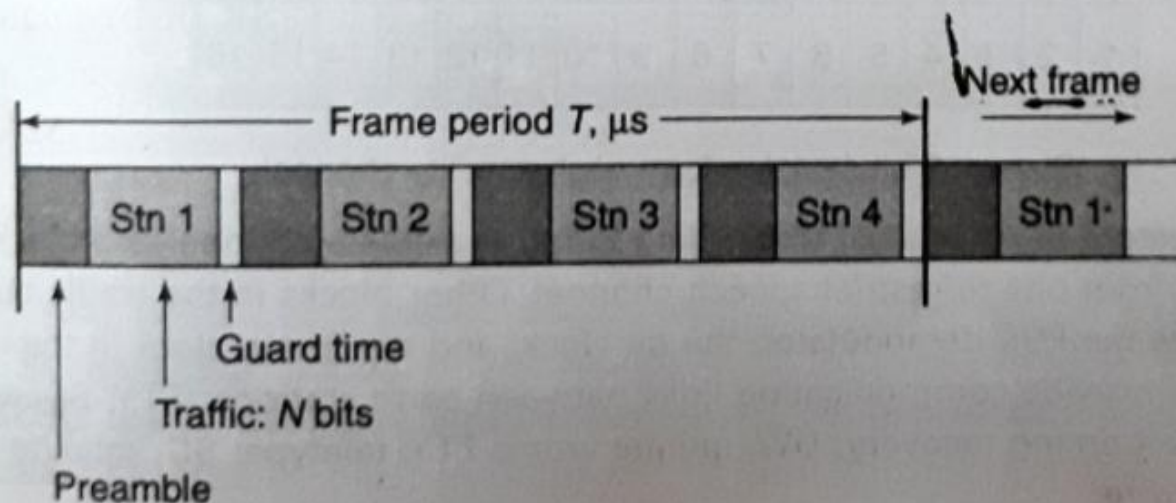 Next frame
Frame period T, µs
Stn 1
Stn 2
Stn 3
Stn 4
Stn 1
Guard time
Traffic: N bits
Preamble